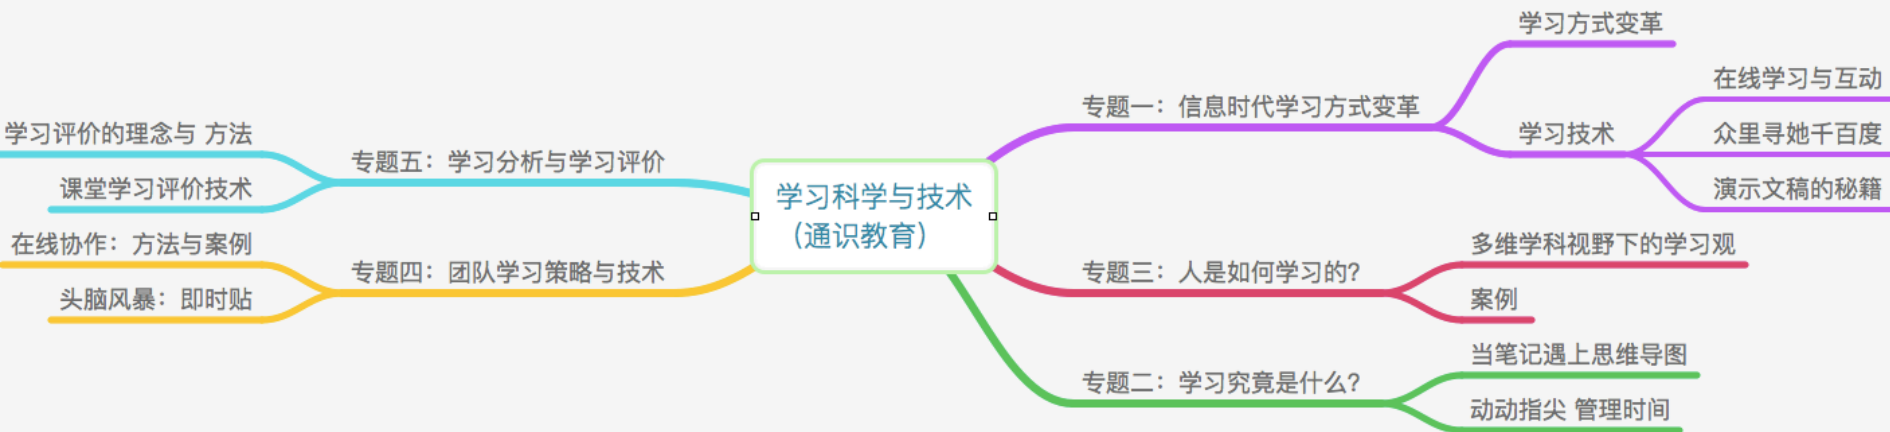 学习科学与技术
（通识教育）
专题一：信息时代学习方式变革
学习方式变革
学习技术
在线学习与互动
众里寻她千百度
演示文稿的秘籍
专题三：人是如何学习的?
多维学科视野下的学习观
案例
专题二：学习究竟是什么?
当笔记遇上思维导图
动动指尖 管理时间
专题五：学习分析与学习评价
学习评价的理念与 方法
课堂学习评价技术
专题四：团队学习策略与技术
在线协作：方法与案例
头脑风暴：即时贴